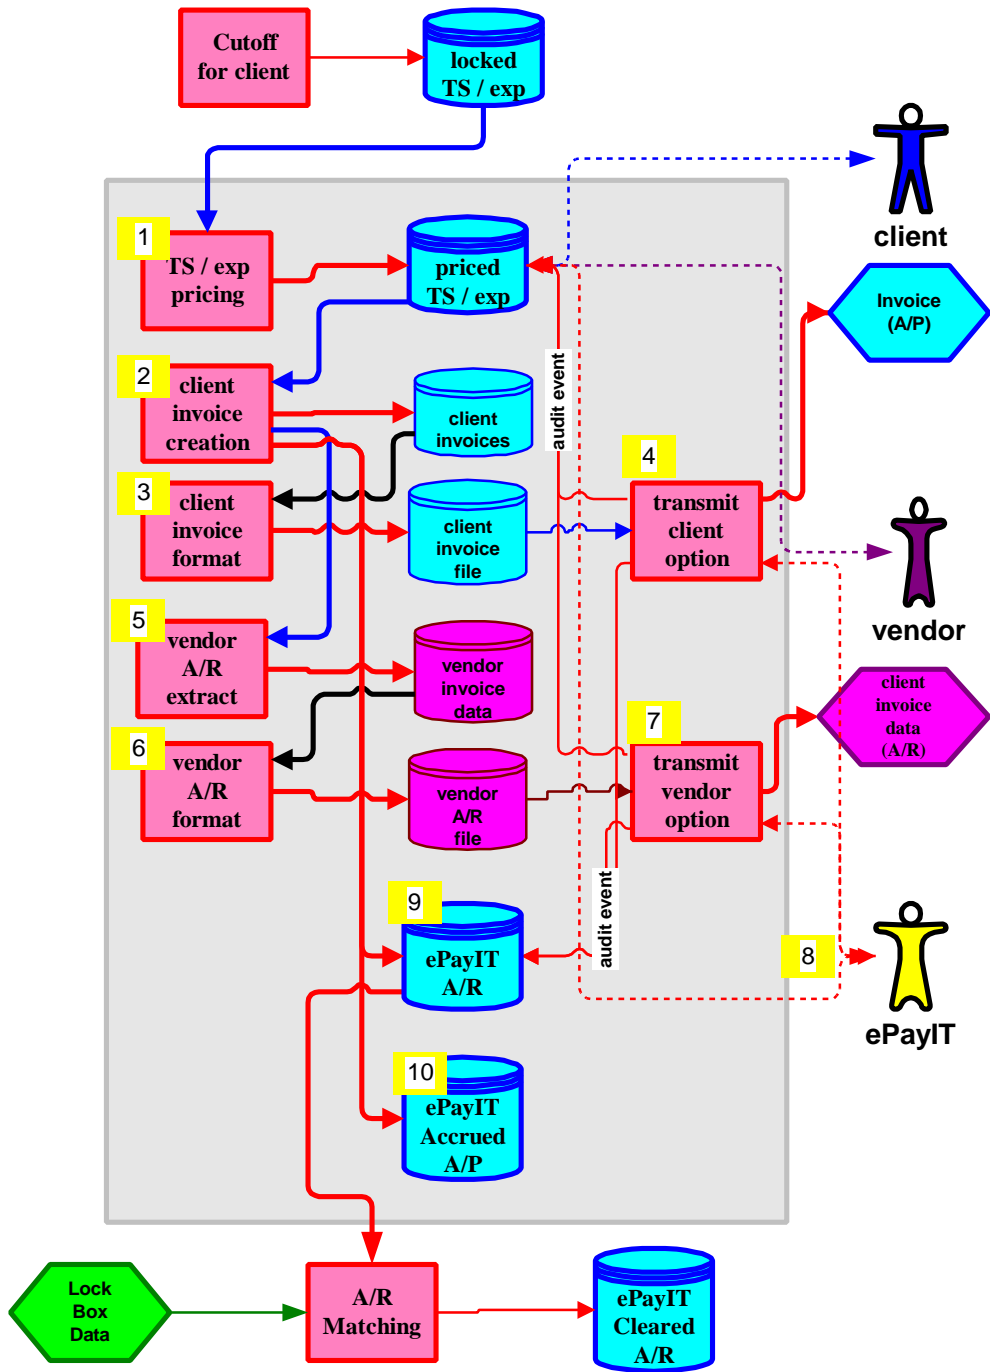 Cutoff
for client
locked
TS / exp
client
1
TS / exp
pricing
priced
TS / exp
Invoice
(A/P)
2
client
invoice
creation
client
invoices
audit event
3
client
invoice
format
client
invoice
file
4
transmit
client
option
vendor
5
vendor
A/R
extract
vendor
invoice
data
client
invoice
data
(A/R)
6
vendor
A/R
format
vendor
A/R
file
7
transmit
vendor
option
9
ePayIT
A/R
audit event
8
ePayIT
10
ePayIT
Accrued
A/P
Lock
Box
Data
A/R
Matching
ePayIT
Cleared
A/R